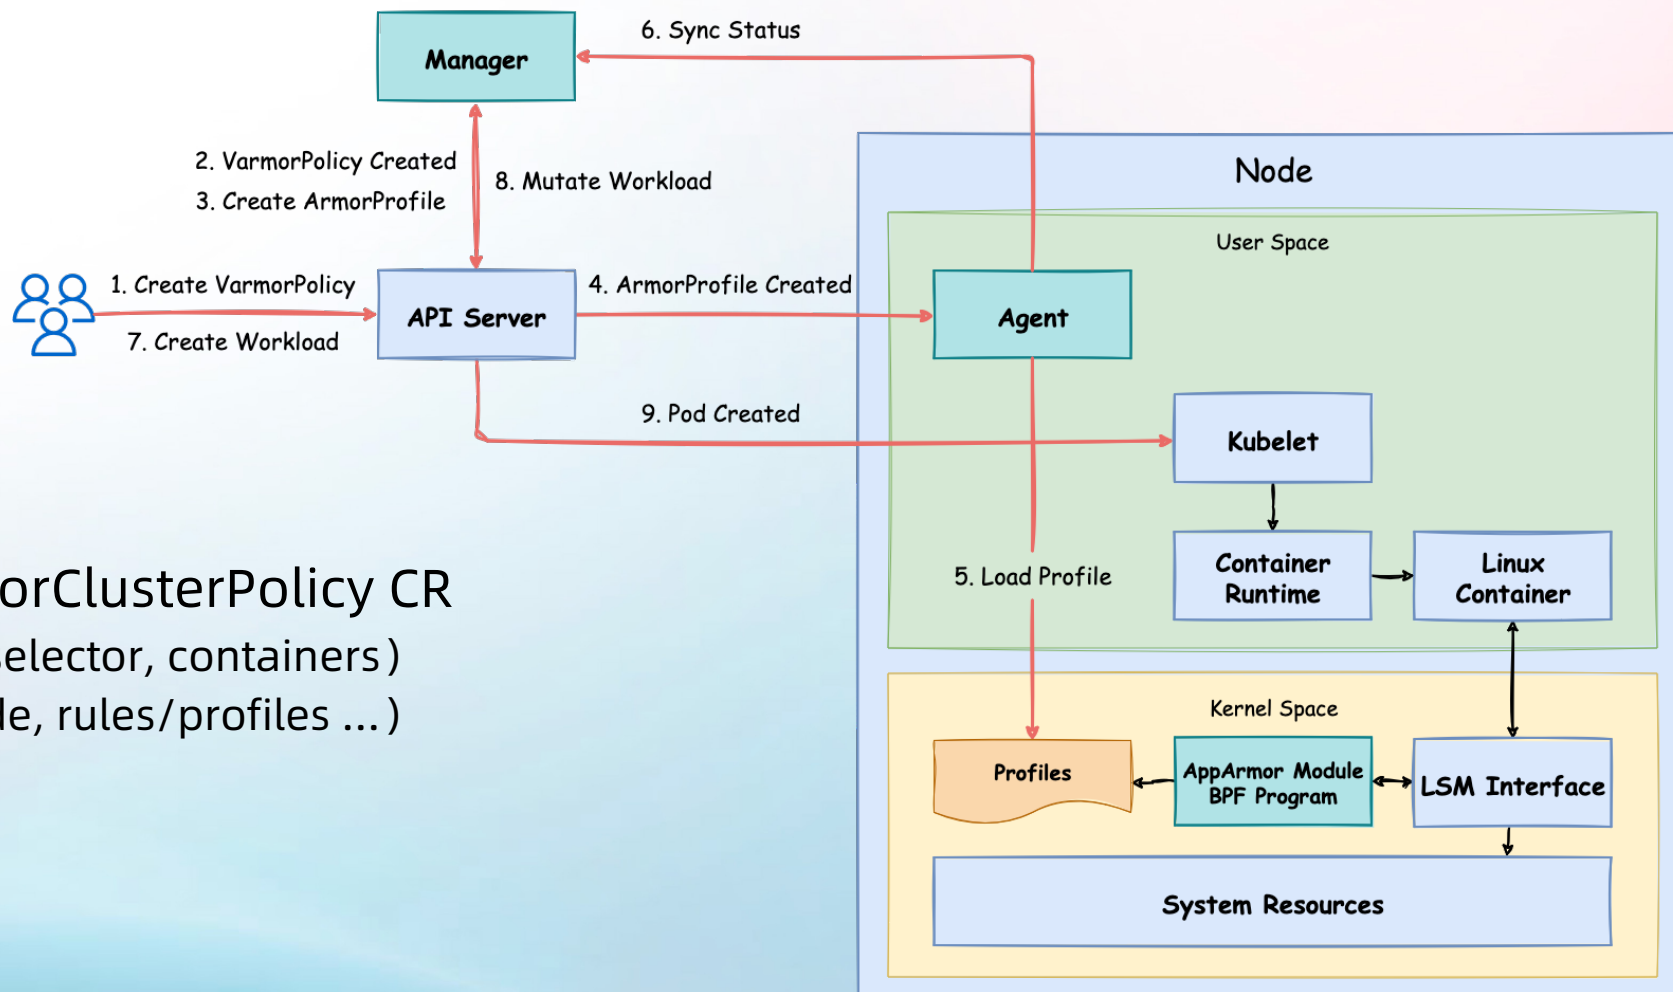 6. Sync Status
Manager
2. VarmorPolicy Created
3. Create ArmorProfile
8. Mutate Workload
Node
User Space
1. Create VarmorPolicy
7. Create Workload
API Server
4. ArmorProfile Created
Agent
9. Pod Created
Kubelet
5. Load Profile
Container
Runtime
Linux
Container
orClusterPolicy CR
selector, containers)
de, rules/profiles ...)
Kernel Space
Profiles
AppArmor Module
BPF Program
LSM Interface
System Resources